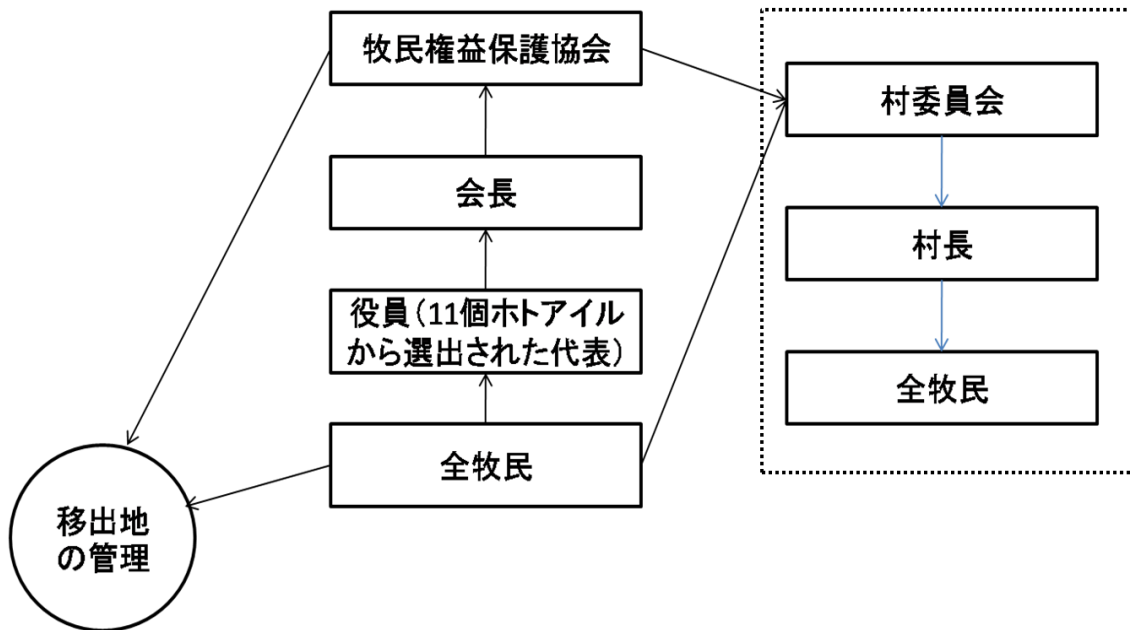 牧民権益保護協会
会長
役員（11個ホトアイル
から選出された代表）
全牧民
移出地
の管理
村委員会
村長
全牧民